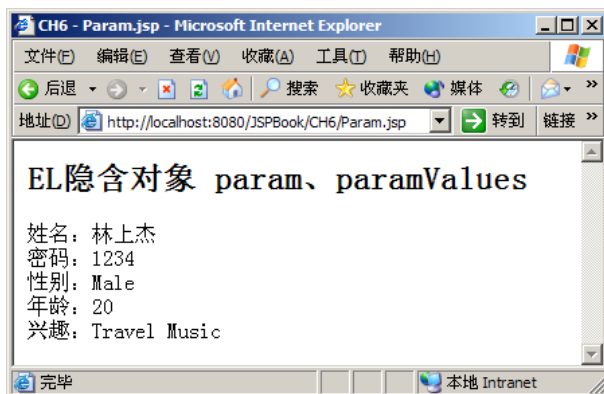 CH6 - Param.jsp - Microsoft Internet Explorer
文件(F) 编辑(E) 查看(V) 收藏(A) 工具(T) 帮助(H)
后退 搜索 收藏夹 媒体 »
地址(D) http://localhost:8080/JSPBook/CH6/Param.jsp 转到 链接 »
EL隐含对象 param、paramValues
姓名：林上杰
密码：1234
性别：Male
年龄：20
兴趣：Travel Music
完毕 本地 Intranet